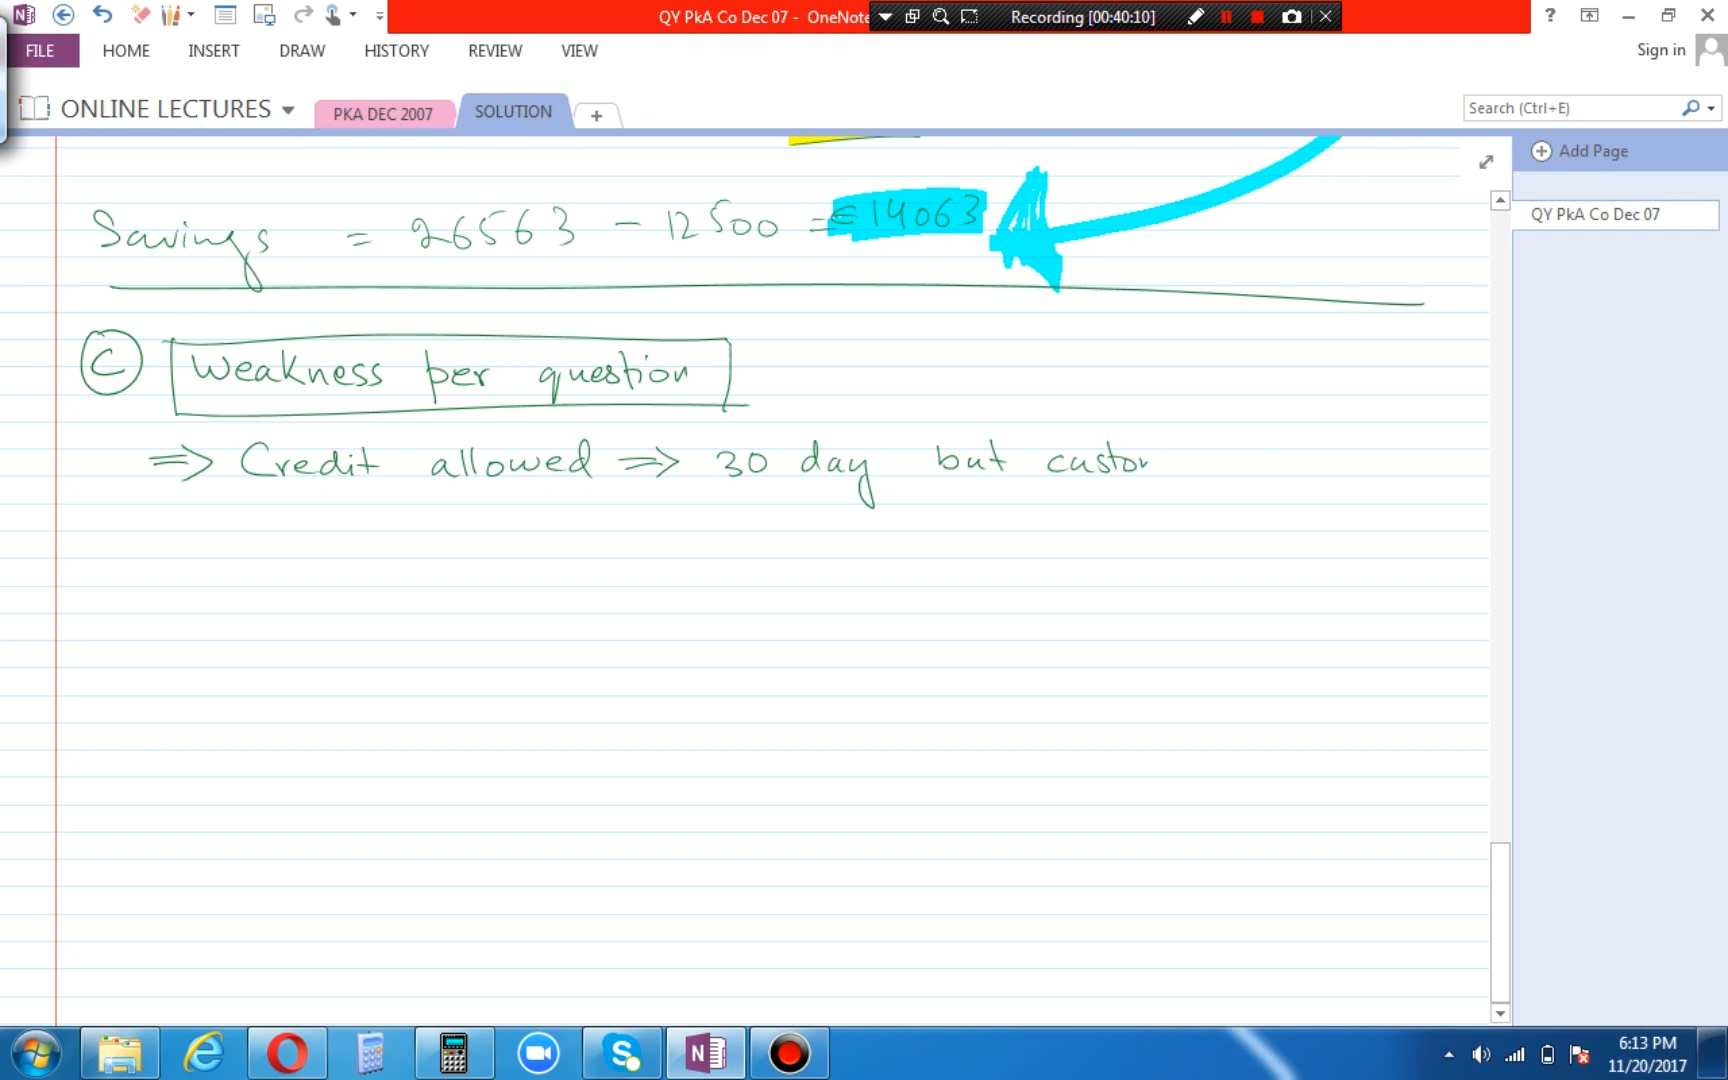 QY PkA Co Dec 07 - OneNote
Recording [00:40:10]
FILE HOME INSERT DRAW HISTORY REVIEW VIEW
Sign in
ONLINE LECTURES PKA DEC 2007 SOLUTION
Search (Ctrl+E)
Add Page
QY PkA Co Dec 07
Savings = 26563 - 12500 = €14063
C Weakness per question
⇒ Credit allowed ⇒ 30 day but custom
6:13 PM
11/20/2017